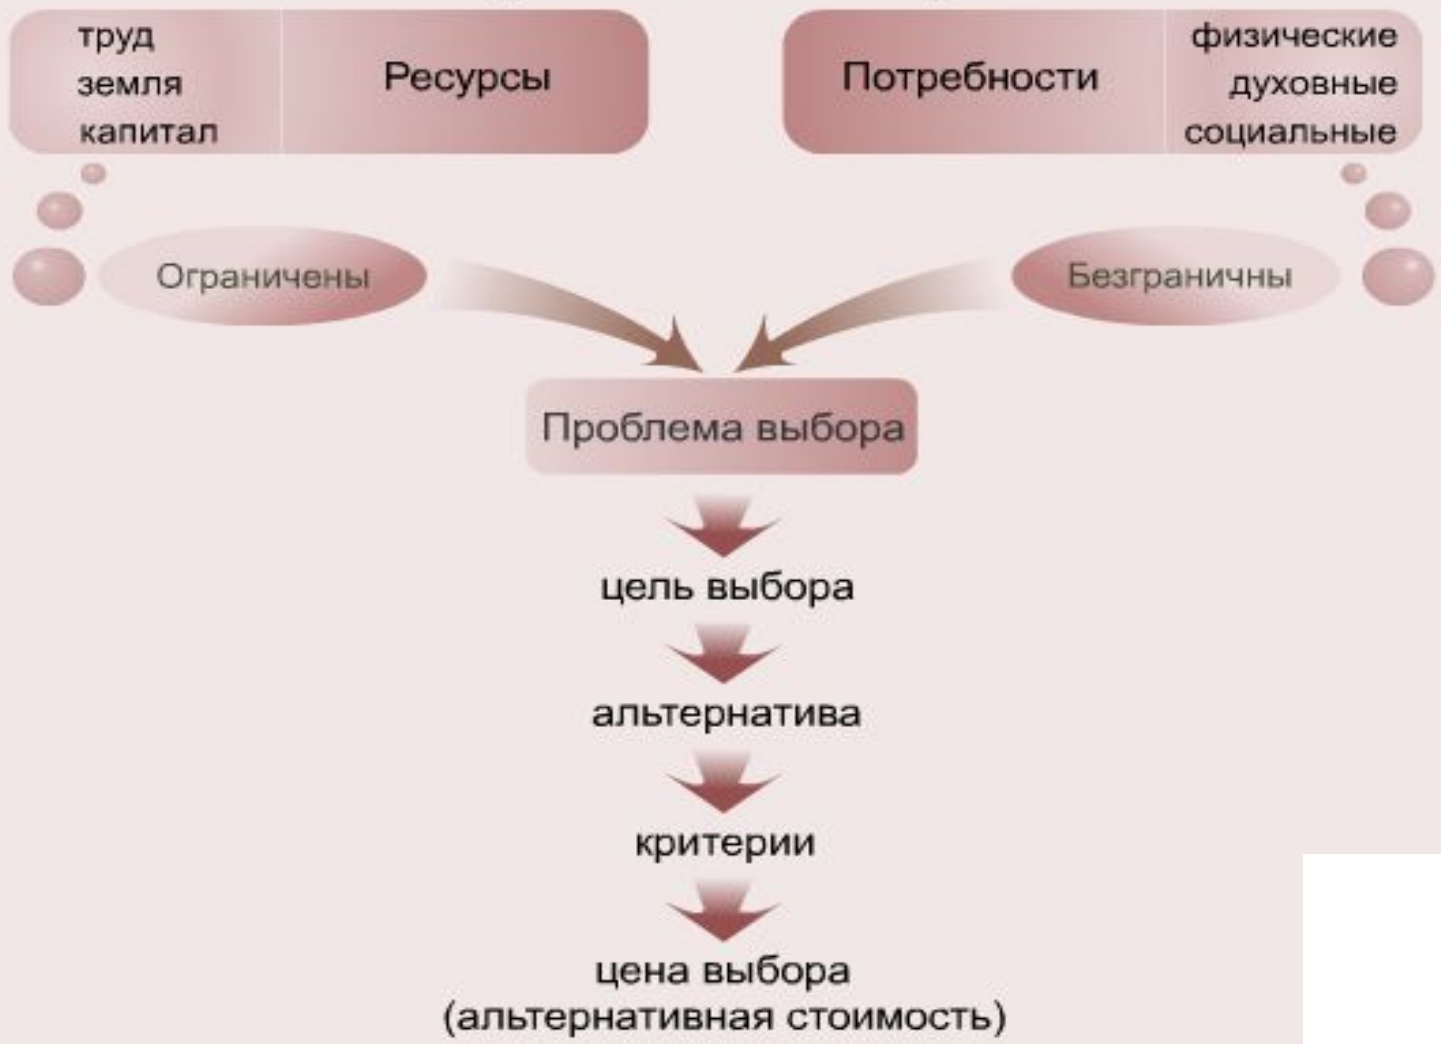 труд
земля
капитал
Ресурсы
Потребности
физические
духовные
социальные
Ограничены
Безграничны
Проблема выбора
цель выбора
альтернатива
критерии
цена выбора
(альтернативная стоимость)